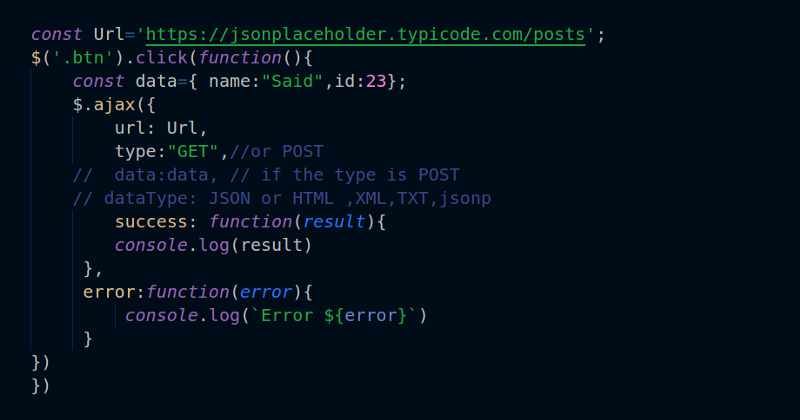 const Url='https://jsonplaceholder.typicode.com/posts';
$('.btn').click(function(){
    const data={ name:"Said",id:23};
    $.ajax({
        url: Url,
        type:"GET",//or POST
    //  data:data, // if the type is POST
    // dataType: JSON or HTML ,XML,TXT,jsonp
        success: function(result){
        console.log(result)
     },
     error:function(error){
         console.log(`Error ${error}`)
     }
})
})